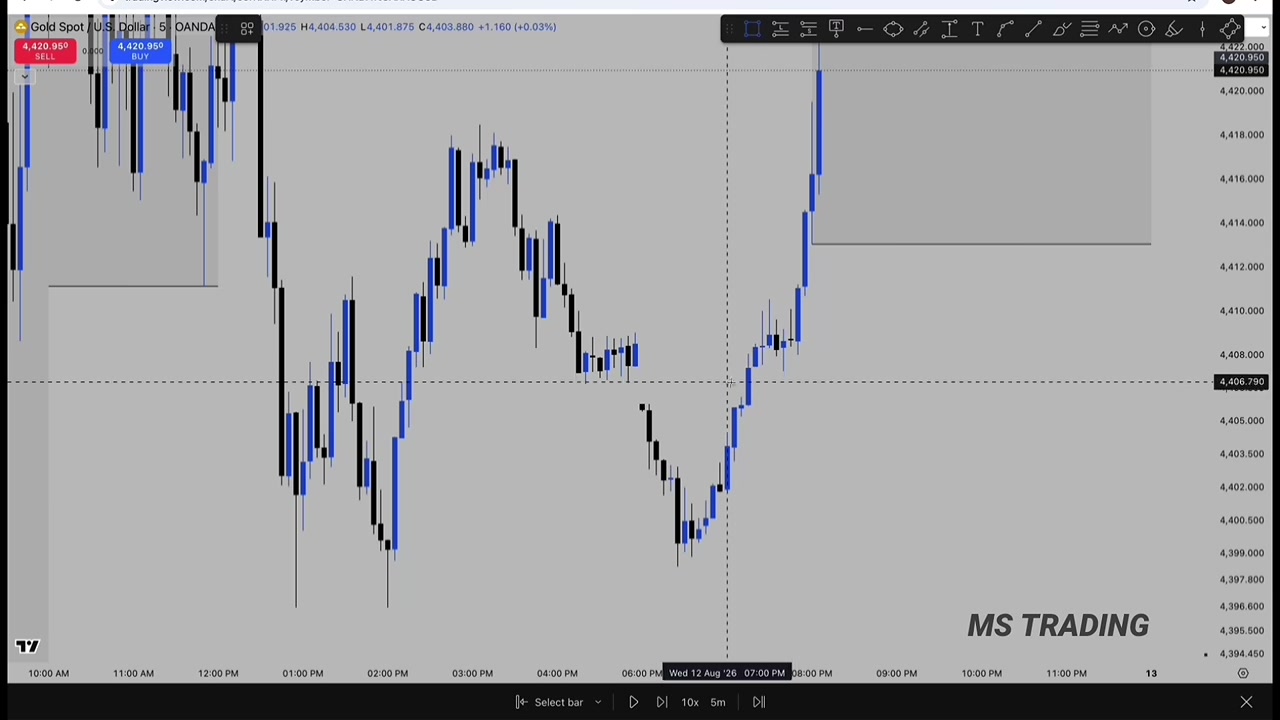 Gold Spot / U.S. Dollar · 5 · OANDA
01.925 H4,404.530 L4,401.875 C4,403.880 +1.160 (+0.03%)
4,420.950
SELL
0.000
4,420.950
BUY
4,422.000
4,420.950
4,420.950
4,420.000
4,418.000
4,416.000
4,414.000
4,412.000
4,410.000
4,408.000
4,406.790
4,405.000
4,403.500
4,402.000
4,400.500
4,399.000
4,397.800
4,396.600
4,395.500
4,394.450
MS TRADING
10:00 AM
11:00 AM
12:00 PM
01:00 PM
02:00 PM
03:00 PM
04:00 PM
05:00 PM
06:00 PM
Wed 12 Aug '26 07:00 PM
08:00 PM
09:00 PM
10:00 PM
11:00 PM
13
Select bar
10x
5m